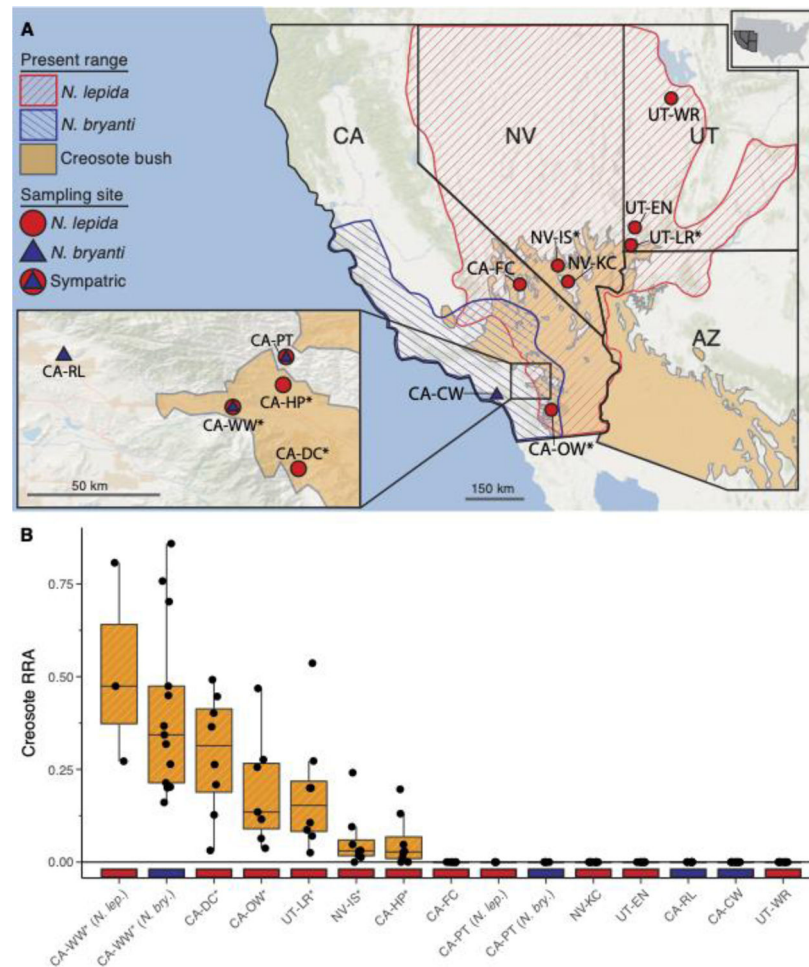 A
Present range
N. lepida
N. bryanti
Creosote bush
Sampling site
N. lepida
N. bryanti
Sympatric
CA
NV
UT
AZ
UT-WR
UT-EN
UT-LR*
NV-IS*
NV-KC
CA-FC
CA-CW
CA-OW*
150 km
CA-RL
CA-PT
CA-HP*
CA-WW*
CA-DC*
50 km
B
Creosote RRA
0.75
0.50
0.25
0.00
CA-WW* (N. lep.)
CA-WW* (N. bry.)
CA-DC*
CA-OW*
UT-LR*
NV-IS*
CA-HP*
CA-FC
CA-PT (N. lep.)
CA-PT (N. bry.)
NV-KC
UT-EN
CA-RL
CA-CW
UT-WR